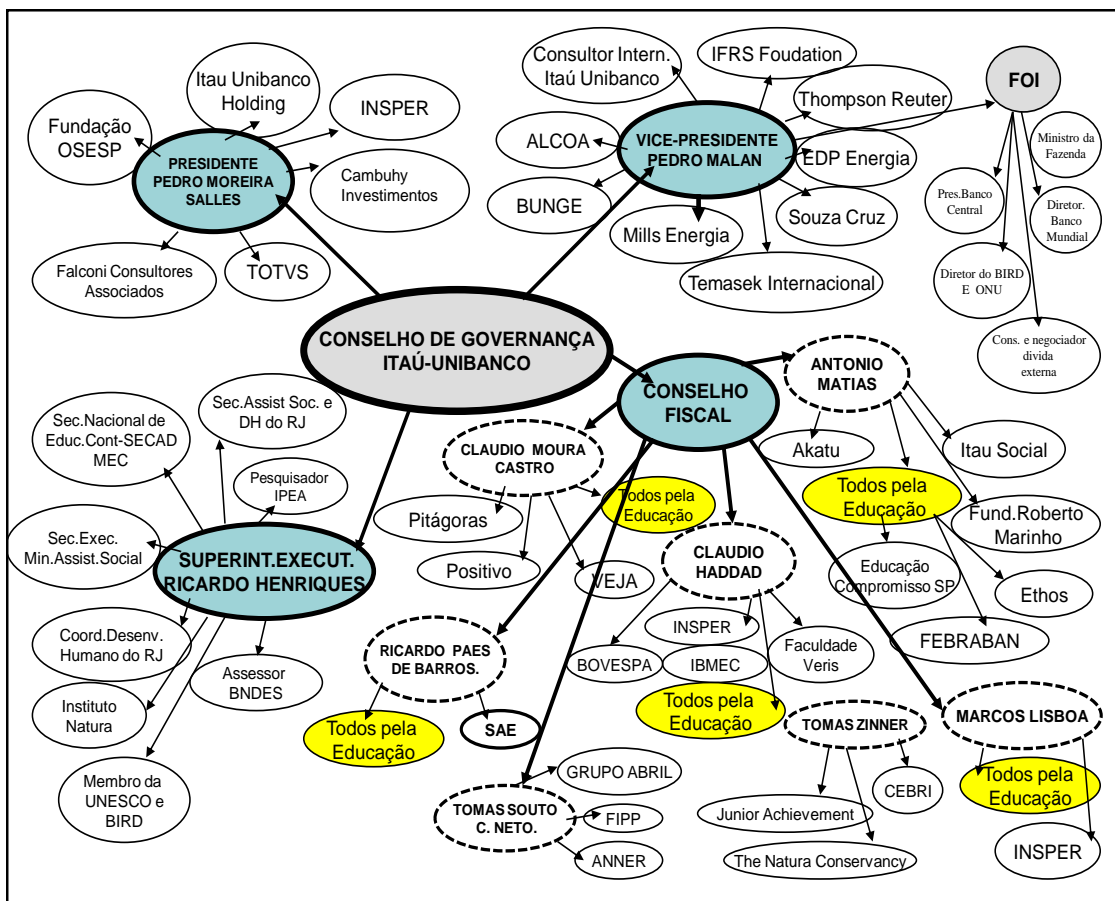 Itau Unibanco
Holding
INSPER
Fundação
OSESP
PRESIDENTE
PEDRO MOREIRA
SALLES
Cambuhy
Investimentos
Falconi Consultores
Associados
TOTVS
Consultor Intern.
Itaú Unibanco
IFRS Foudation
Thompson Reuter
ALCOA
VICE-PRESIDENTE
PEDRO MALAN
EDP Energia
BUNGE
Souza Cruz
Mills Energia
Temasek Internacional
FOI
Ministro da
Fazenda
Pres.Banco
Central
Diretor.
Banco
Mundial
Diretor do BIRD
E ONU
Cons. e negociador
divida
externa
CONSELHO DE GOVERNANÇA
ITAÚ-UNIBANCO
CONSELHO
FISCAL
ANTONIO
MATIAS
Akatu
Itau Social
Todos pela
Educação
Fund.Roberto
Marinho
Educação
Compromisso SP
Ethos
FEBRABAN
Sec.Nacional de
Educ.Cont-SECAD
MEC
Sec.Assist Soc. e
DH do RJ
Pesquisador
IPEA
Sec.Exec.
Min.Assist.Social
SUPERINT.EXECUT.
RICARDO HENRIQUES
Coord.Desenv.
Humano do RJ
Assessor
BNDES
Instituto
Natura
Membro da
UNESCO e
BIRD
CLAUDIO MOURA
CASTRO
Todos pela
Educação
Pitágoras
Positivo
VEJA
CLAUDIO
HADDAD
INSPER
BOVESPA
IBMEC
Faculdade
Veris
Todos pela
Educação
RICARDO PAES
DE BARROS.
Todos pela
Educação
SAE
TOMAS ZINNER
CEBRI
Junior Achievement
The Natura Conservancy
MARCOS LISBOA
Todos pela
Educação
INSPER
GRUPO ABRIL
TOMAS SOUTO
C. NETO.
FIPP
ANNER